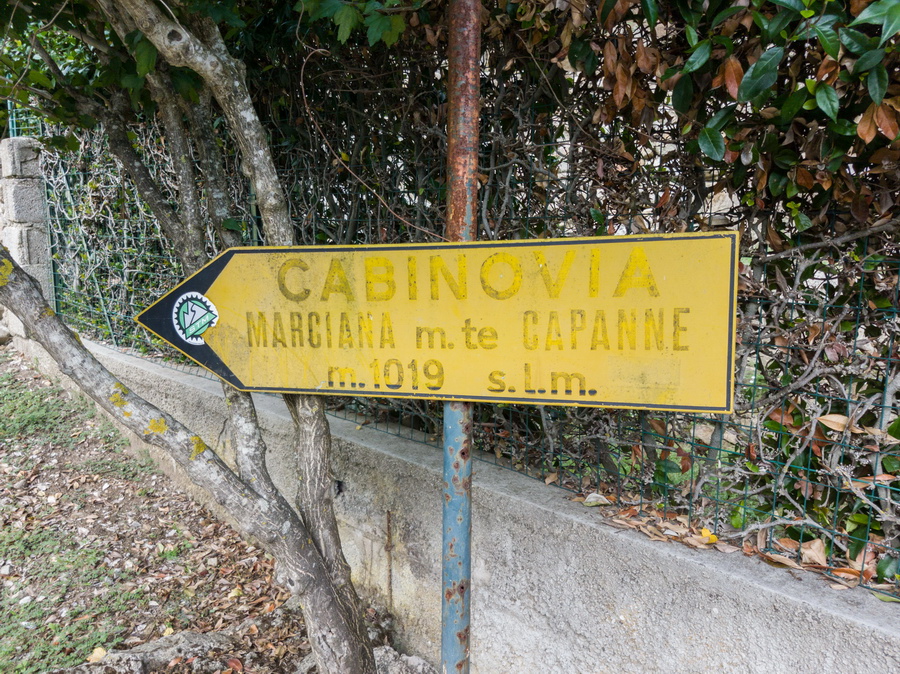 CABINOVIA
MARCIANA m.te CAPANNE
m.1019 s.l.m.